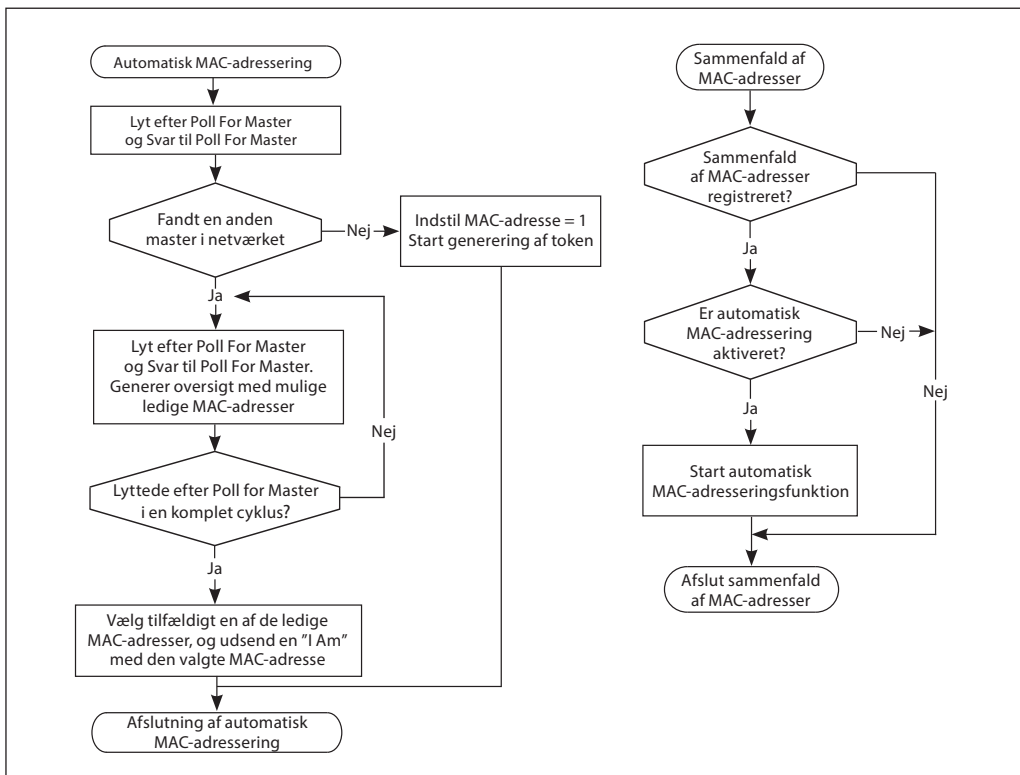 Automatisk MAC-adressering
Lyt efter Poll For Master
og Svar til Poll For Master
Fandt en anden
master i netværket
Nej
Indstil MAC-adresse = 1
Start generering af token
Ja
Lyt efter Poll For Master
og Svar til Poll For Master.
Generer oversigt med mulige
ledige MAC-adresser
Nej
Lyttede efter Poll for Master
i en komplet cyklus?
Ja
Vælg tilfældigt en af de ledige
MAC-adresser, og udsend en ”I Am”
med den valgte MAC-adresse
Afslutning af automatisk
MAC-adressering
Sammenfald af
MAC-adresser
Sammenfald
af MAC-adresser
registreret?
Ja
Er automatisk
MAC-adressering
aktiveret?
Nej
Nej
Ja
Start automatisk
MAC-adresseringsfunktion
Afslut sammenfald
af MAC-adresser